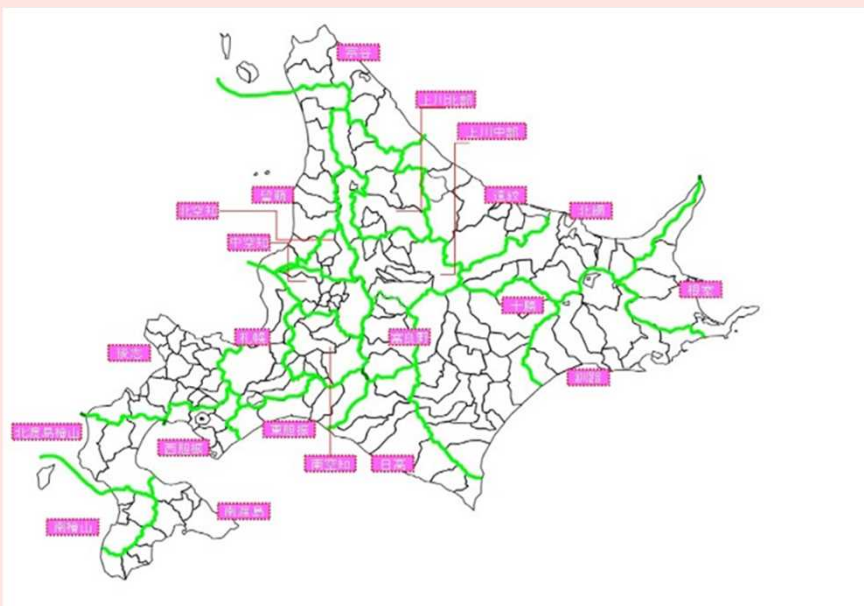 宗谷
上川北部
上川中部
留萌
遠紋
北空知
北網
中空知
根室
十勝
札幌
富良野
後志
釧路
北渡島檜山
東胆振
西胆振
南空知
日高
南渡島
南檜山